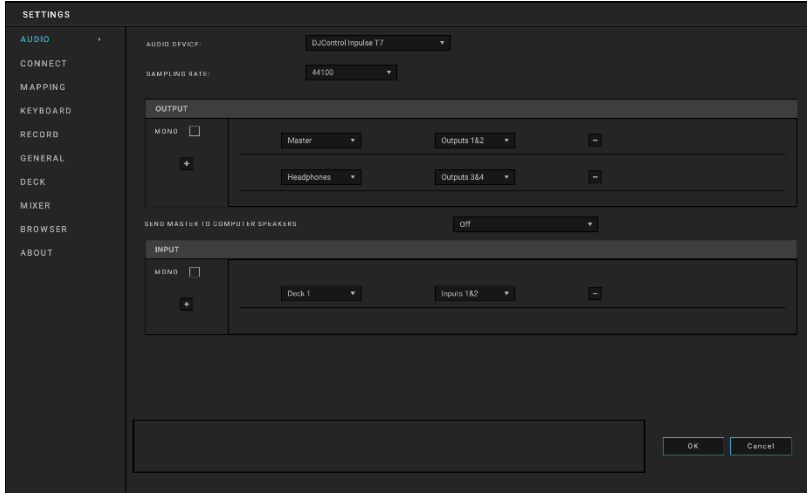 SETTINGS
AUDIO
CONNECT
MAPPING
KEYBOARD
RECORD
GENERAL
DECK
MIXER
BROWSER
ABOUT
AUDIO DEVICE: DJControl Inpulse T7
SAMPLING RATE: 44100
OUTPUT
MONO
+
Master Outputs 1&2 −
Headphones Outputs 3&4 −
SEND MASTER TO COMPUTER SPEAKERS Off
INPUT
MONO
+
Deck 1 Inputs 1&2 −
OK Cancel